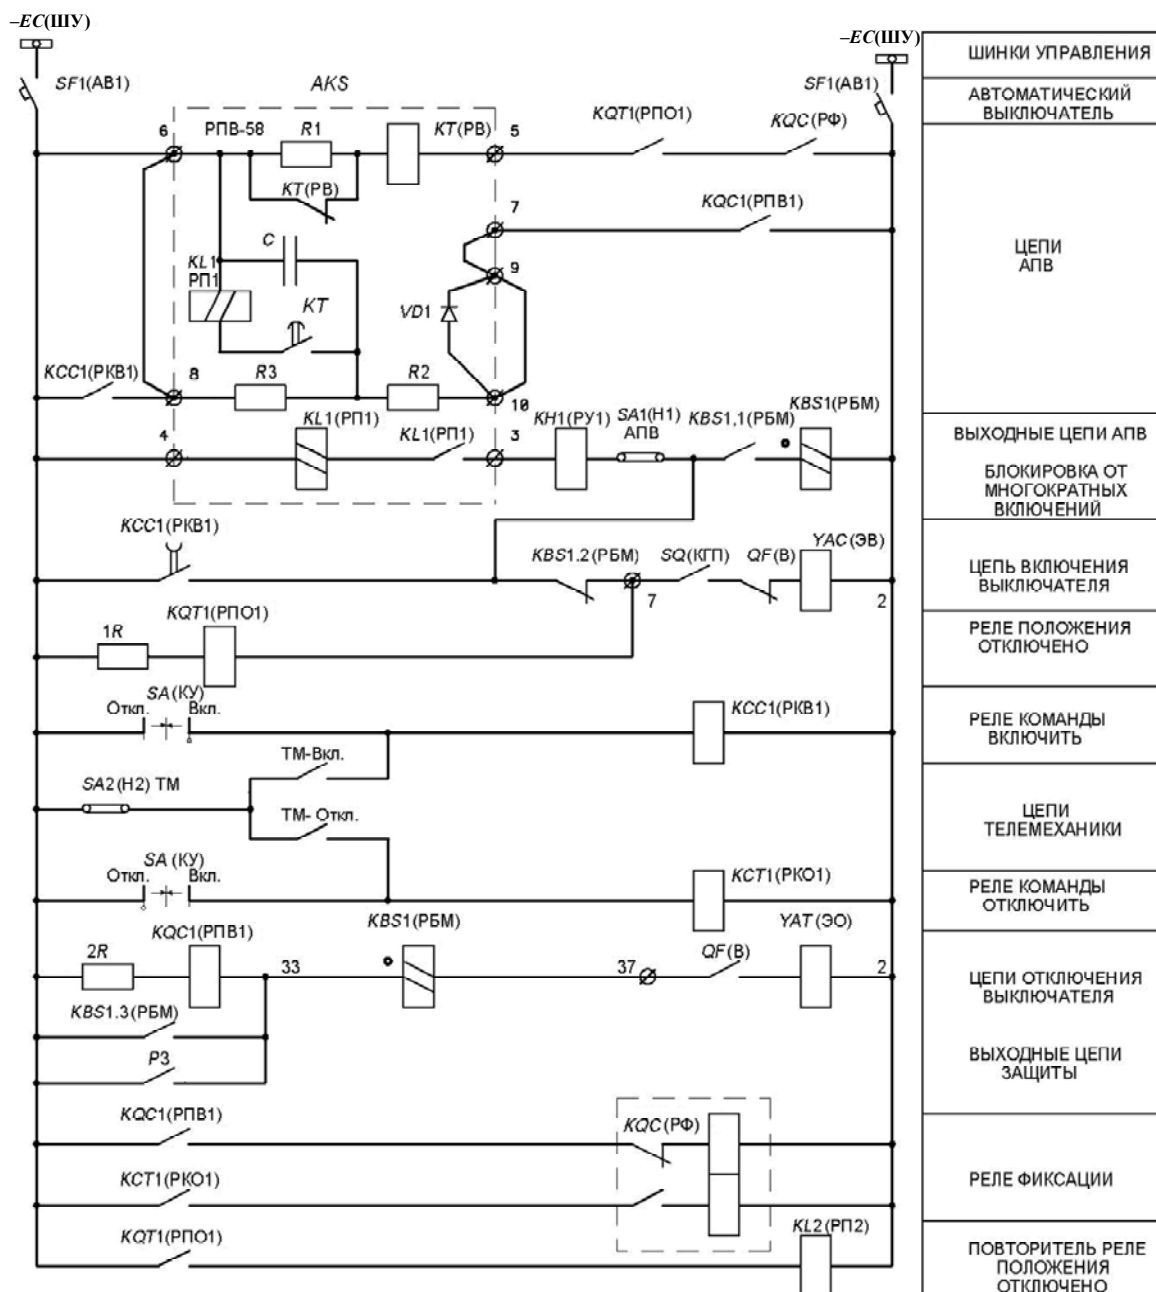 –EC(ШУ)
–EC(ШУ)
ШИНКИ УПРАВЛЕНИЯ
SF1(АВ1)
AKS
SF1(АВ1)
АВТОМАТИЧЕСКИЙ
ВЫКЛЮЧАТЕЛЬ
6
РПВ-58
R1
KT(РВ)
5
KQT1(РПО1)
KQC(РФ)
KT(РВ)
7
KQC1(РПВ1)
ЦЕПИ
АПВ
C
9
KL1
РП1
KT
VD1
KCC1(РКВ1)
8
R3
R2
10
4
KL1(РП1)
KL1(РП1)
3
KH1(РУ1)
SA1(Н1)
АПВ
KBS1,1(РБМ)
KBS1(РБМ)
ВЫХОДНЫЕ ЦЕПИ АПВ
БЛОКИРОВКА ОТ
МНОГОКРАТНЫХ
ВКЛЮЧЕНИЙ
KCC1(РКВ1)
KBS1.2(РБМ)
SQ(КГП)
QF(В)
YAC(ЭВ)
7
2
ЦЕПЬ ВКЛЮЧЕНИЯ
ВЫКЛЮЧАТЕЛЯ
1R
KQT1(РПО1)
РЕЛЕ ПОЛОЖЕНИЯ
ОТКЛЮЧЕНО
SA(КУ)
Откл.
Вкл.
KCC1(РКВ1)
РЕЛЕ КОМАНДЫ
ВКЛЮЧИТЬ
ТМ-Вкл.
SA2(Н2) ТМ
ТМ- Откл.
ЦЕПИ
ТЕЛЕМЕХАНИКИ
SA (КУ)
Откл.
Вкл.
KCT1(РКО1)
РЕЛЕ КОМАНДЫ
ОТКЛЮЧИТЬ
2R
KQC1(РПВ1)
33
KBS1(РБМ)
37
QF(В)
YAT(ЭО)
2
ЦЕПИ ОТКЛЮЧЕНИЯ
ВЫКЛЮЧАТЕЛЯ
KBS1.3(РБМ)
РЗ
ВЫХОДНЫЕ ЦЕПИ
ЗАЩИТЫ
KQC1(РПВ1)
KQC(РФ)
KCT1(РКО1)
РЕЛЕ ФИКСАЦИИ
KQT1(РПО1)
KL2(РП2)
ПОВТОРИТЕЛЬ РЕЛЕ
ПОЛОЖЕНИЯ
ОТКЛЮЧЕНО